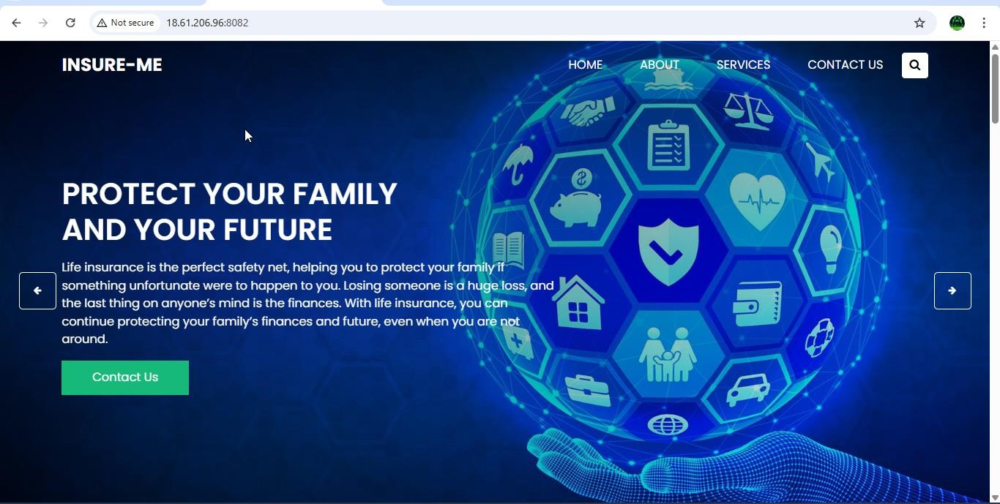 Not secure
18.61.206.96:8082
INSURE-ME
HOME
ABOUT
SERVICES
CONTACT US
PROTECT YOUR FAMILY
AND YOUR FUTURE
Life insurance is the perfect safety net, helping you to protect your family if
something unfortunate were to happen to you. Losing someone is a huge loss, and
the last thing on anyone’s mind is the finances. With life insurance, you can
continue protecting your family’s finances and future, even when you are not
around.
Contact Us